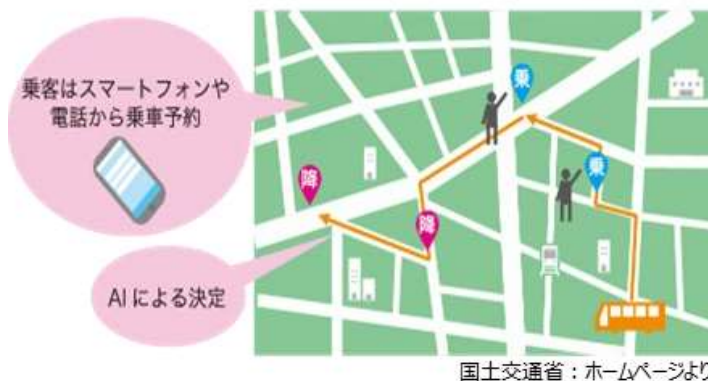 乗客はスマートフォンや
電話から乗車予約
乗
乗
降
降
AIによる決定
国土交通省：ホームページより